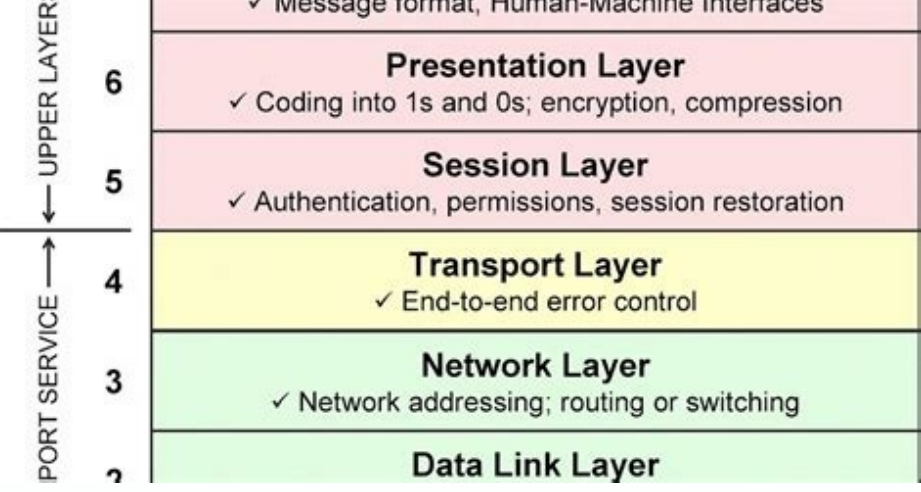 ✓ Message format, Human-Machine Interfaces
UPPER LAYERS
6
Presentation Layer
✓ Coding into 1s and 0s; encryption, compression
5
Session Layer
✓ Authentication, permissions, session restoration
PORT SERVICE
4
Transport Layer
✓ End-to-end error control
3
Network Layer
✓ Network addressing; routing or switching
2
Data Link Layer